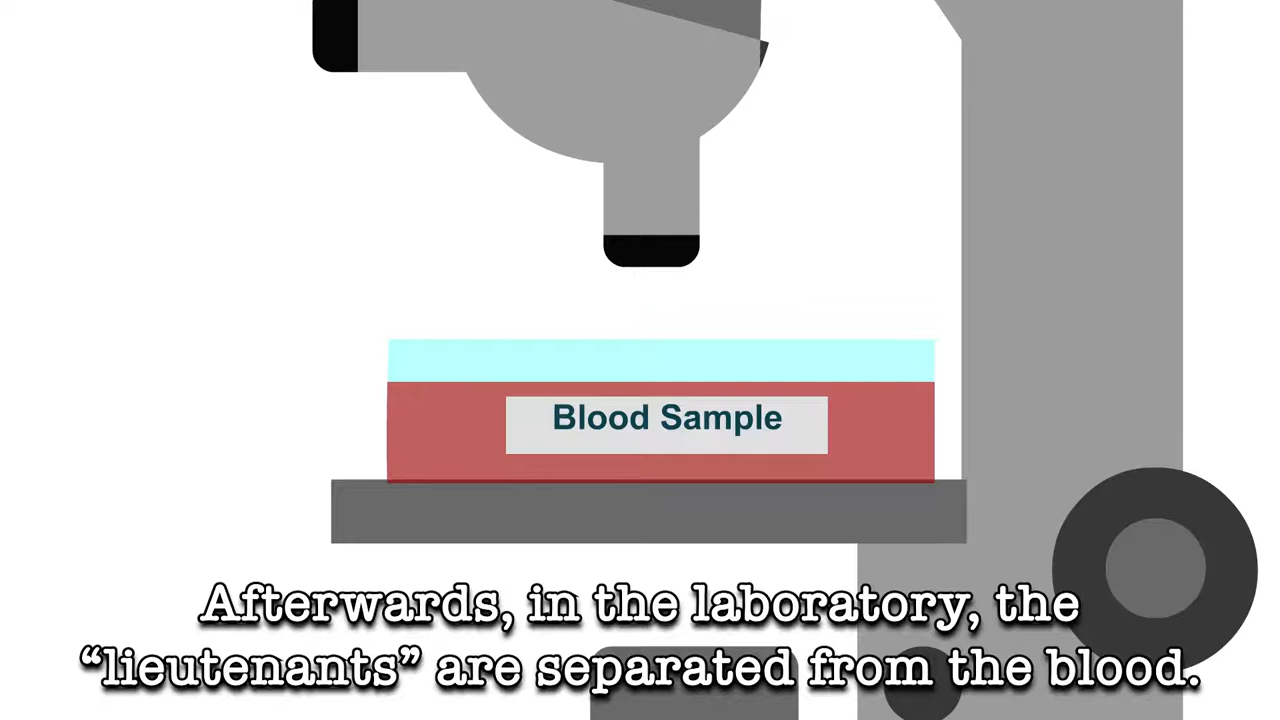 Blood Sample
Afterwards, in the laboratory, the
“lieutenants” are separated from the blood.